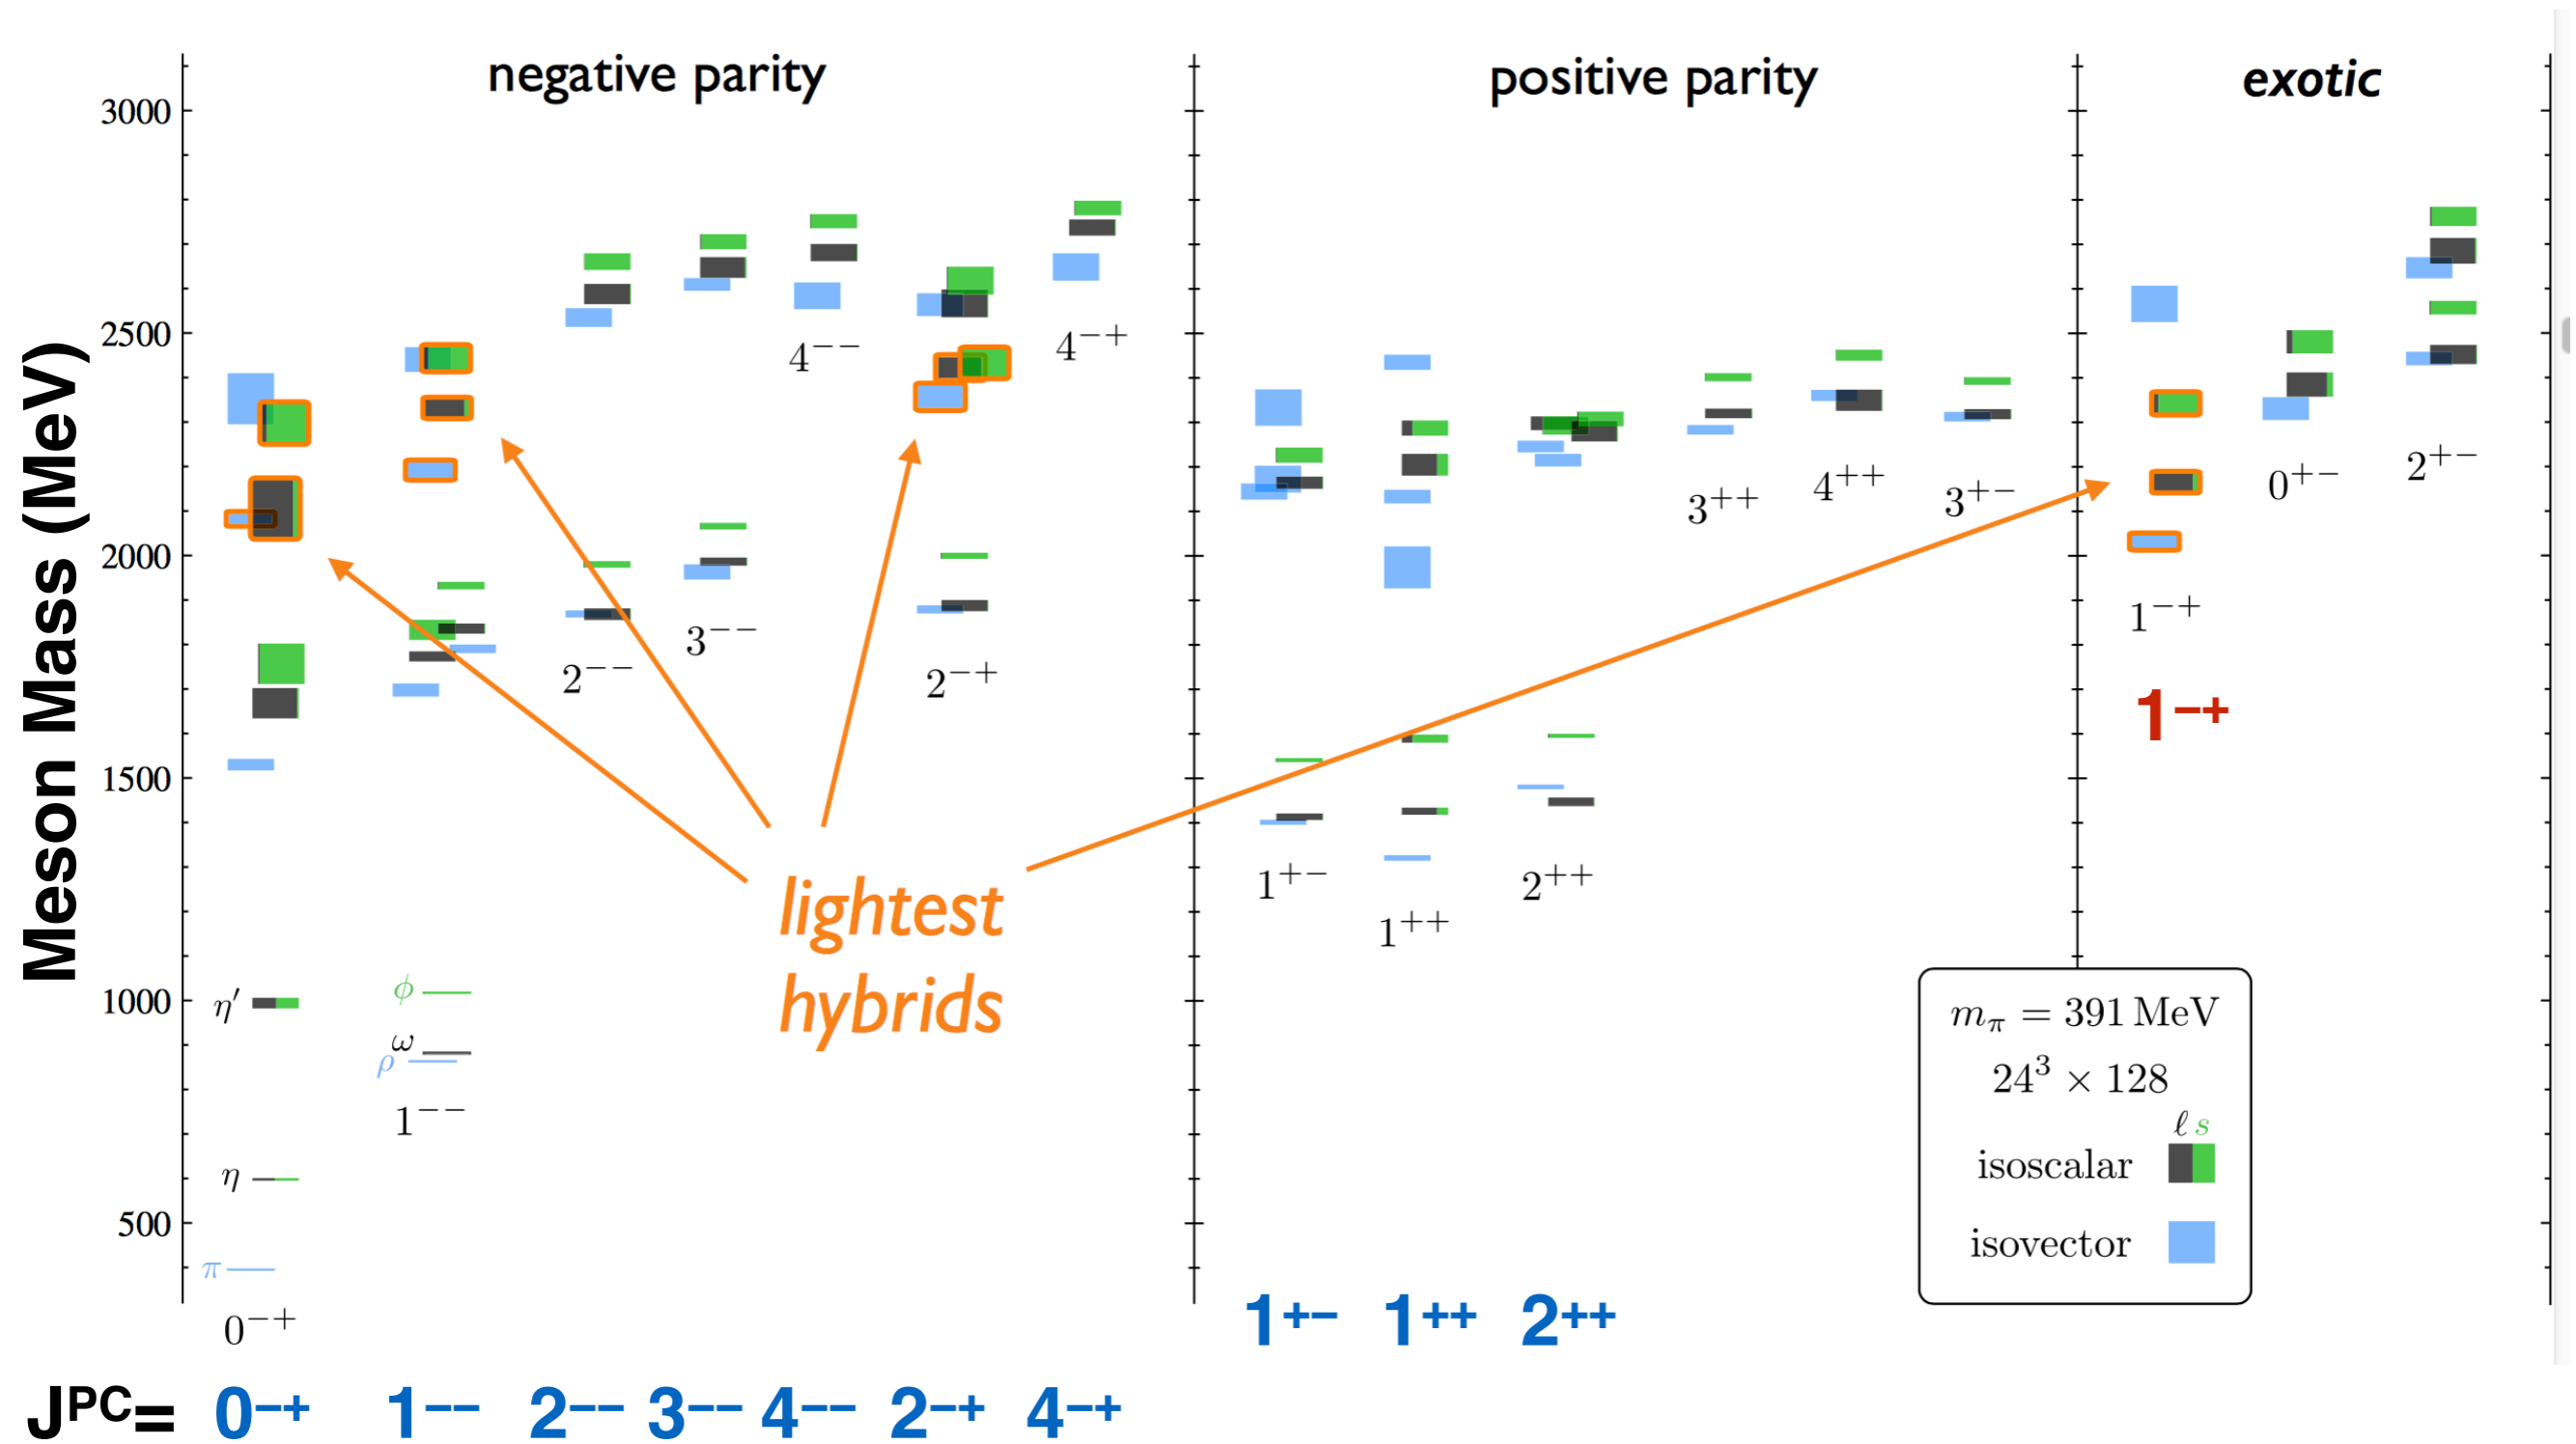 negative parity
positive parity
exotic
Meson Mass (MeV)
3000
2500
2000
1500
1000
500
4⁻⁻
4⁻⁺
2⁻⁻
3⁻⁻
2⁻⁺
3⁺⁺
4⁺⁺
3⁺⁻
0⁺⁻
2⁺⁻
1⁻⁺
1⁻⁺
1⁺⁻
1⁺⁺
2⁺⁺
lightest
hybrids
η′
ϕ
ω
ρ
1⁻⁻
η
π
0⁻⁺
m_π = 391 MeV
24³ × 128
ℓ s
isoscalar
isovector
1⁺⁻ 1⁺⁺ 2⁺⁺
Jᴾᶜ= 0⁻⁺ 1⁻⁻ 2⁻⁻ 3⁻⁻ 4⁻⁻ 2⁻⁺ 4⁻⁺